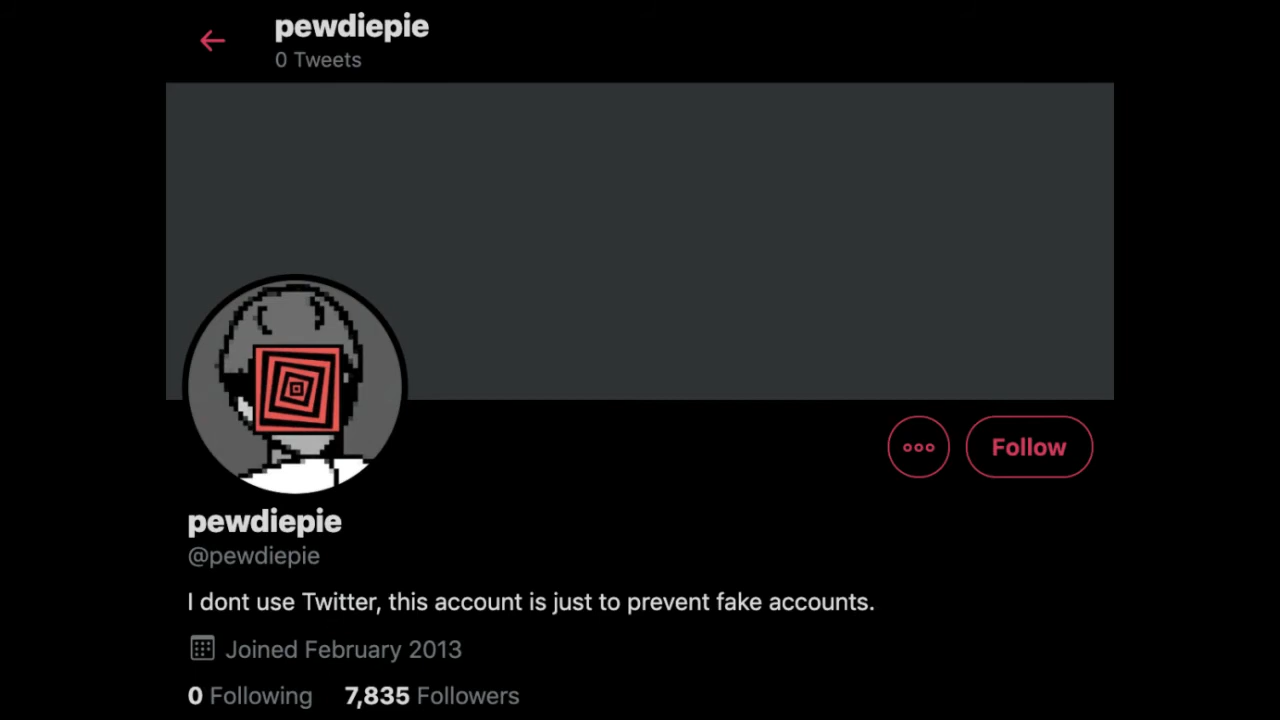 pewdiepie
0 Tweets
Follow
pewdiepie
@pewdiepie
I dont use Twitter, this account is just to prevent fake accounts.
Joined February 2013
0 Following 7,835 Followers